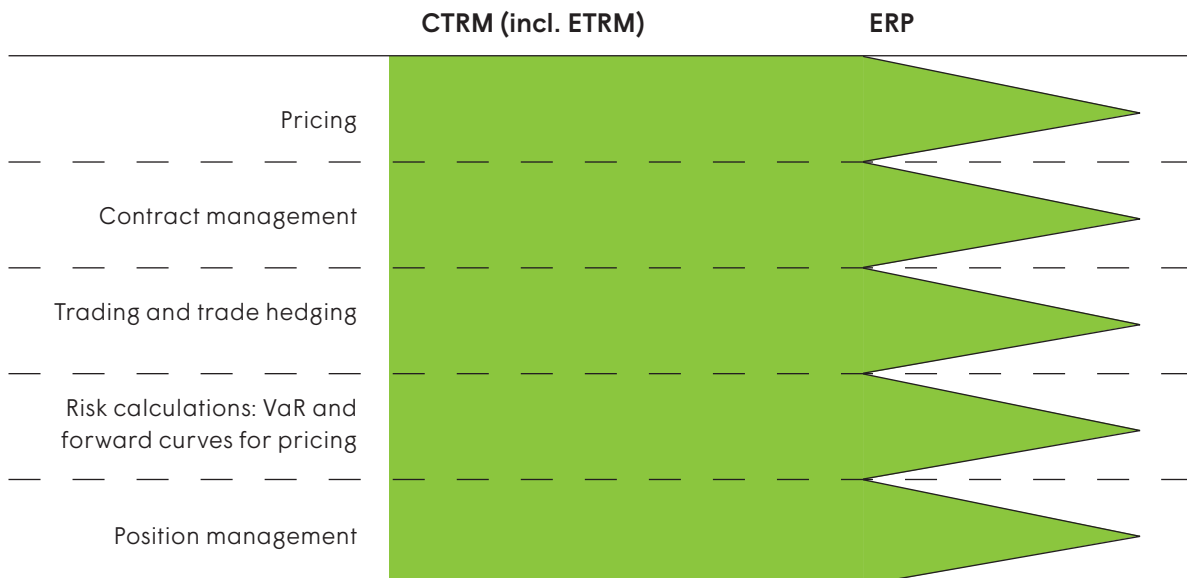 CTRM (incl. ETRM) ERP
Pricing
Contract management
Trading and trade hedging
Risk calculations: VaR and
forward curves for pricing
Position management